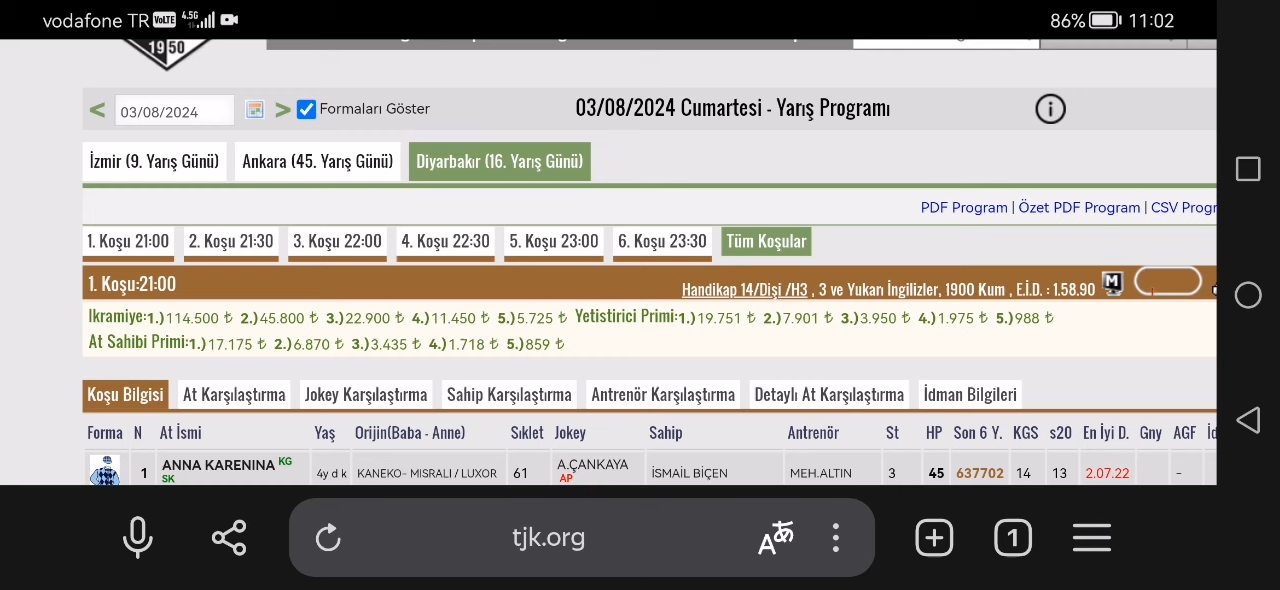 vodafone TR VoLTE 4.5G 86% 11:02
1950
< 03/08/2024 > Formaları Göster 03/08/2024 Cumartesi - Yarış Programı i
İzmir (9. Yarış Günü) Ankara (45. Yarış Günü) Diyarbakır (16. Yarış Günü)
PDF Program | Özet PDF Program | CSV Progr
1. Koşu 21:00 2. Koşu 21:30 3. Koşu 22:00 4. Koşu 22:30 5. Koşu 23:00 6. Koşu 23:30 Tüm Koşular
1. Koşu:21:00 Handikap 14/Dişi /H3 , 3 ve Yukarı İngilizler, 1900 Kum , E.İ.D. : 1.58.90 M
Ikramiye:1.)114.500 ₺ 2.)45.800 ₺ 3.)22.900 ₺ 4.)11.450 ₺ 5.)5.725 ₺ Yetistirici Primi:1.)19.751 ₺ 2.)7.901 ₺ 3.)3.950 ₺ 4.)1.975 ₺ 5.)988 ₺
At Sahibi Primi:1.)17.175 ₺ 2.)6.870 ₺ 3.)3.435 ₺ 4.)1.718 ₺ 5.)859 ₺
Koşu Bilgisi At Karşılaştırma Jokey Karşılaştırma Sahip Karşılaştırma Antrenör Karşılaştırma Detaylı At Karşılaştırma İdman Bilgileri
Forma N At İsmi Yaş Orijin(Baba - Anne) Sıklet Jokey Sahip Antrenör St HP Son 6 Y. KGS s20 En İyi D. Gny AGF İd
1 ANNA KARENINA KG SK 4y d k KANEKO- MISRALI / LUXOR 61 A.ÇANKAYA AP İSMAİL BİÇEN MEH.ALTIN 3 45 637702 14 13 2.07.22 -
tjk.org 1